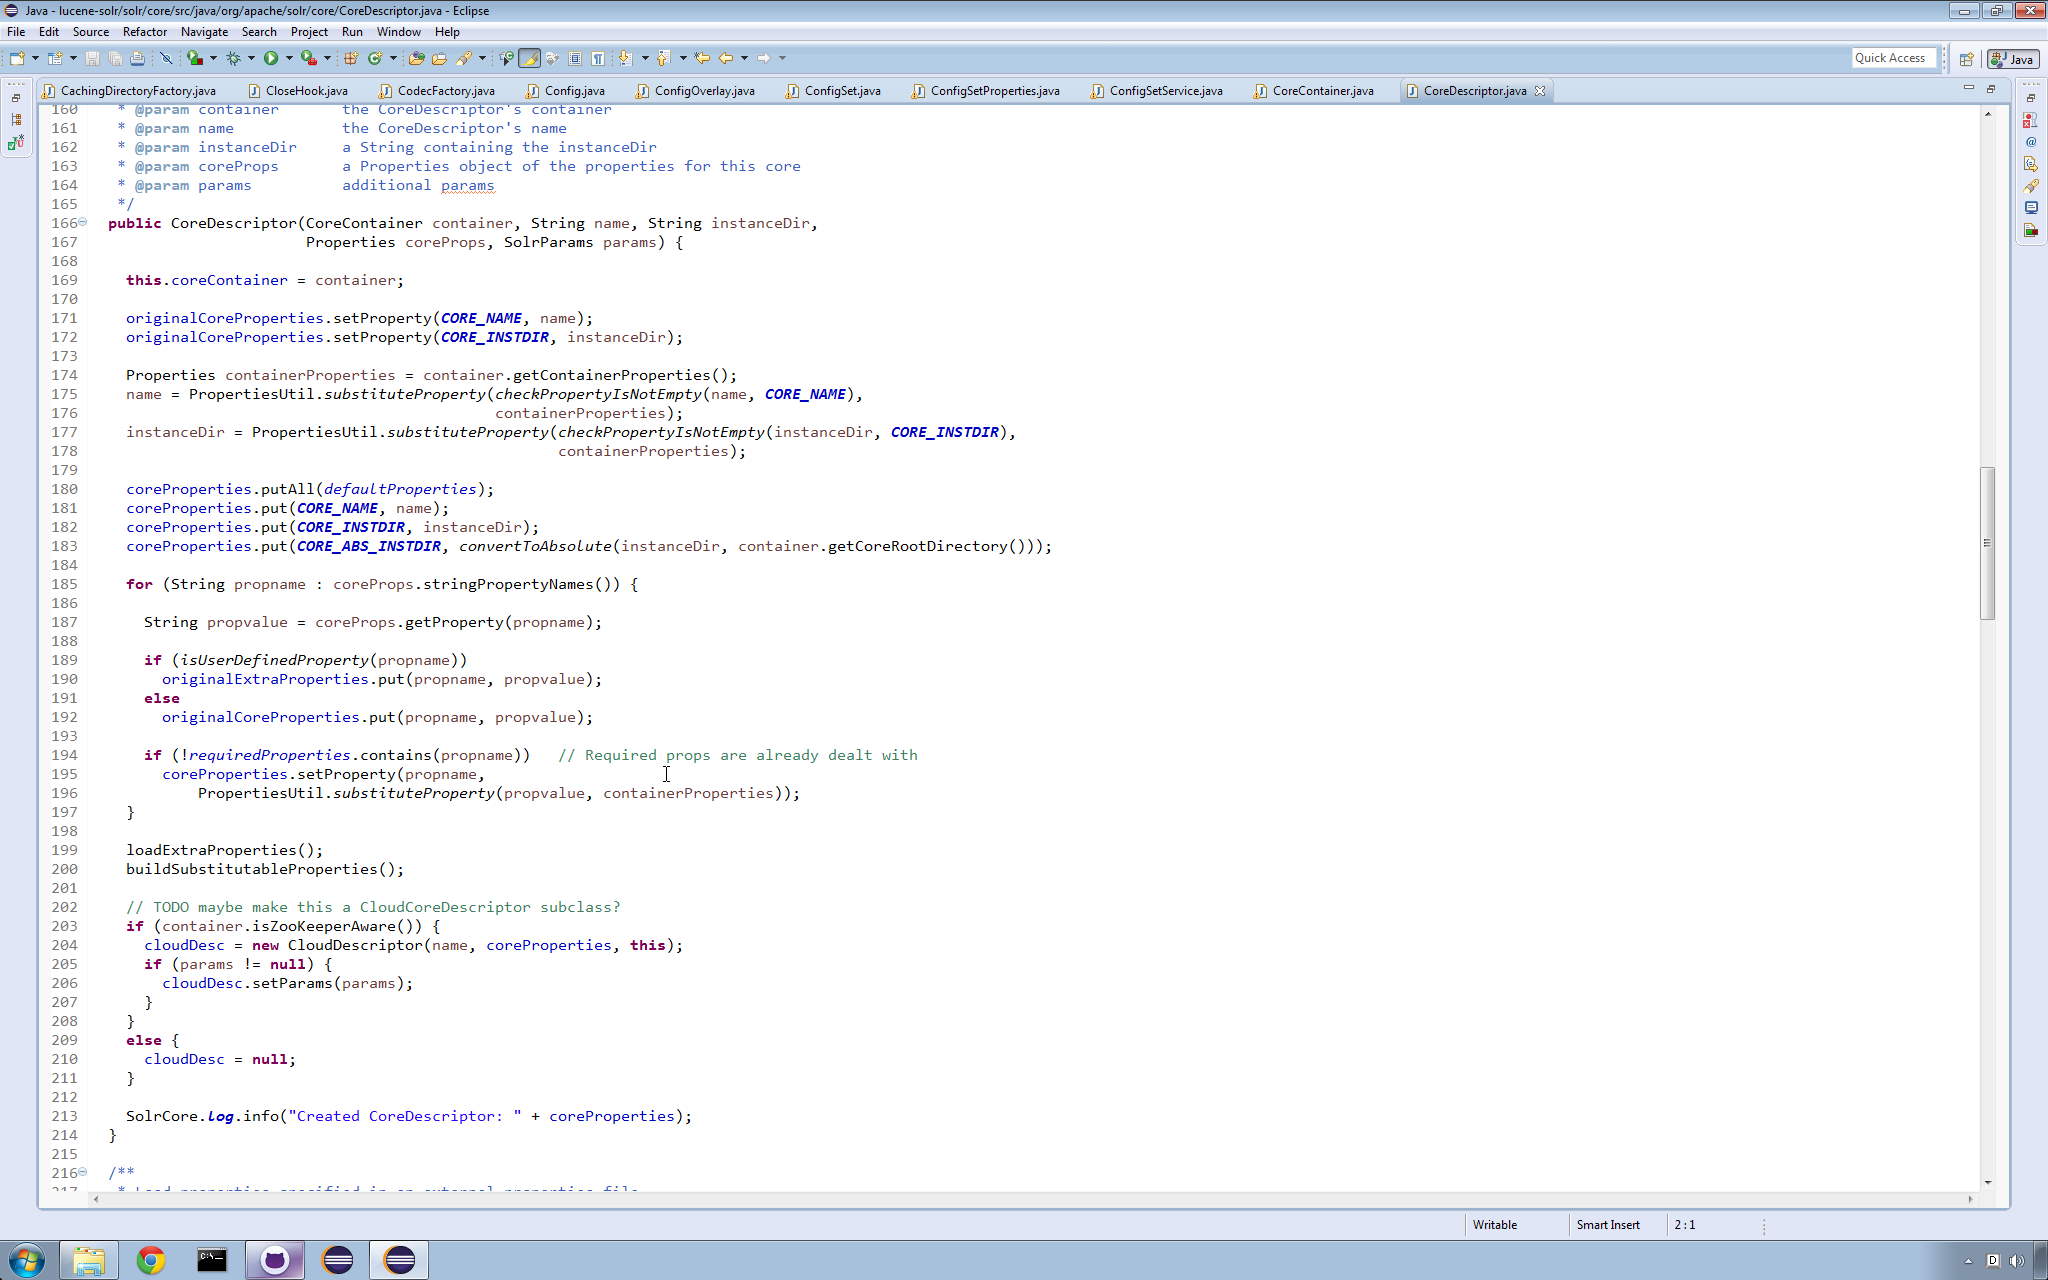 Java - lucene-solr/solr/core/src/java/org/apache/solr/core/CoreDescriptor.java - Eclipse
File Edit Source Refactor Navigate Search Project Run Window Help
Quick Access Java
CachingDirectoryFactory.java CloseHook.java CodecFactory.java Config.java ConfigOverlay.java ConfigSet.java ConfigSetProperties.java ConfigSetService.java CoreContainer.java CoreDescriptor.java
160 * @param container the CoreDescriptor's container
161 * @param name the CoreDescriptor's name
162 * @param instanceDir a String containing the instanceDir
163 * @param coreProps a Properties object of the properties for this core
164 * @param params additional params
165 */
166 public CoreDescriptor(CoreContainer container, String name, String instanceDir,
167 Properties coreProps, SolrParams params) {
168
169 this.coreContainer = container;
170
171 originalCoreProperties.setProperty(CORE_NAME, name);
172 originalCoreProperties.setProperty(CORE_INSTDIR, instanceDir);
173
174 Properties containerProperties = container.getContainerProperties();
175 name = PropertiesUtil.substituteProperty(checkPropertyIsNotEmpty(name, CORE_NAME),
176 containerProperties);
177 instanceDir = PropertiesUtil.substituteProperty(checkPropertyIsNotEmpty(instanceDir, CORE_INSTDIR),
178 containerProperties);
179
180 coreProperties.putAll(defaultProperties);
181 coreProperties.put(CORE_NAME, name);
182 coreProperties.put(CORE_INSTDIR, instanceDir);
183 coreProperties.put(CORE_ABS_INSTDIR, convertToAbsolute(instanceDir, container.getCoreRootDirectory()));
184
185 for (String propname : coreProps.stringPropertyNames()) {
186
187 String propvalue = coreProps.getProperty(propname);
188
189 if (isUserDefinedProperty(propname))
190 originalExtraProperties.put(propname, propvalue);
191 else
192 originalCoreProperties.put(propname, propvalue);
193
194 if (!requiredProperties.contains(propname)) // Required props are already dealt with
195 coreProperties.setProperty(propname,
196 PropertiesUtil.substituteProperty(propvalue, containerProperties));
197 }
198
199 loadExtraProperties();
200 buildSubstitutableProperties();
201
202 // TODO maybe make this a CloudCoreDescriptor subclass?
203 if (container.isZooKeeperAware()) {
204 cloudDesc = new CloudDescriptor(name, coreProperties, this);
205 if (params != null) {
206 cloudDesc.setParams(params);
207 }
208 }
209 else {
210 cloudDesc = null;
211 }
212
213 SolrCore.log.info("Created CoreDescriptor: " + coreProperties);
214 }
215
216 /**
217 * Load properties specified in an external properties file
Writable Smart Insert 2 : 1